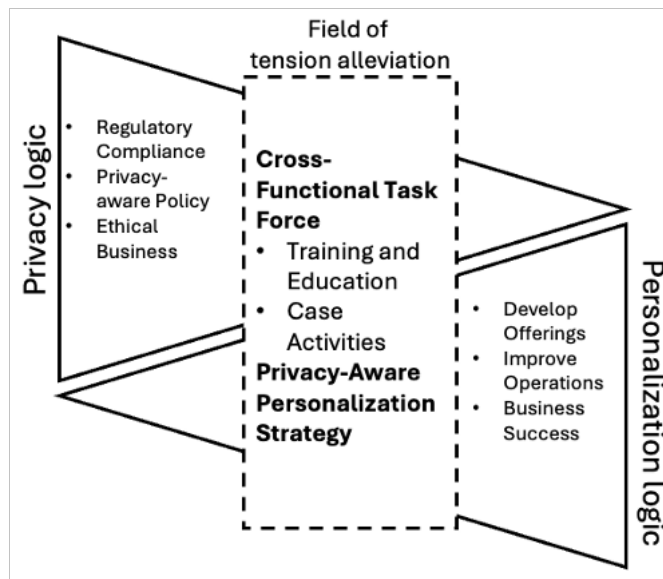 Field of
tension alleviation
Privacy logic
• Regulatory
Compliance
• Privacy-
aware Policy
• Ethical
Business
Cross-
Functional Task
Force
• Training and
Education
• Case
Activities
Privacy-Aware
Personalization
Strategy
• Develop
Offerings
• Improve
Operations
• Business
Success
Personalization logic